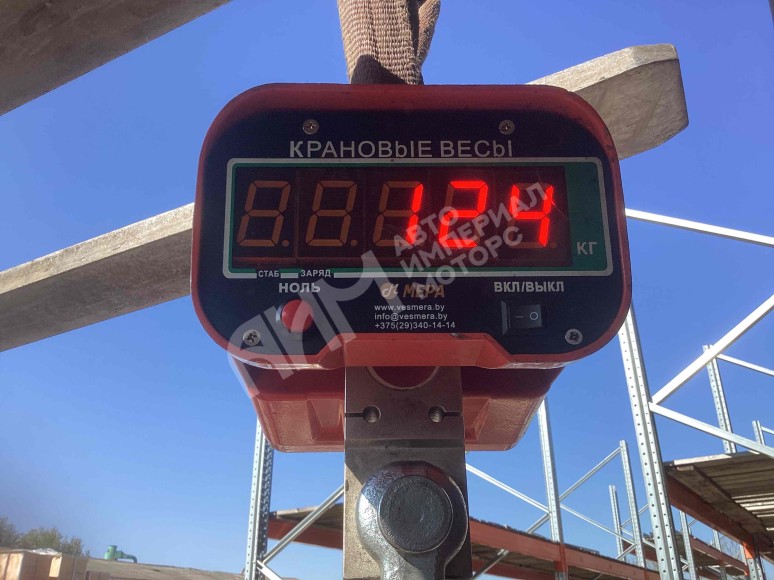 КРАНОВЫЕ ВЕСЫ
124
КГ
СТАБ ЗАРЯД
НОЛЬ
МЕРА
ВКЛ/ВЫКЛ
www.vesmera.by
info@vesmera.by
+375(29)340-14-14
АИМ
АВТО
ИМПЕРИАЛ
МОТОРС